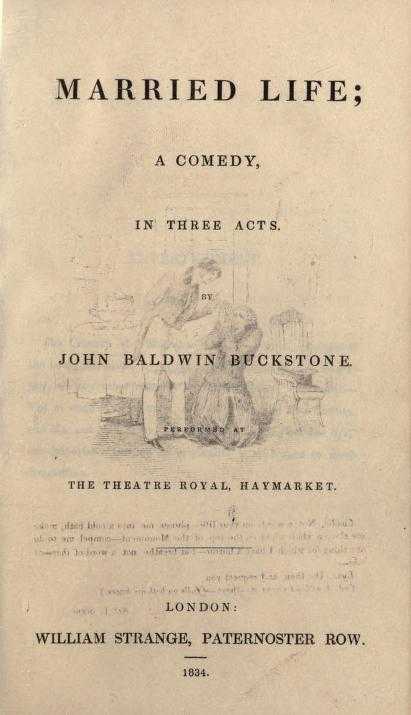 MARRIED LIFE;
A COMEDY,
IN THREE ACTS.
BY
JOHN BALDWIN BUCKSTONE.
PERFORMED AT
THE THEATRE ROYAL, HAYMARKET.
LONDON:
WILLIAM STRANGE, PATERNOSTER ROW.
1834.